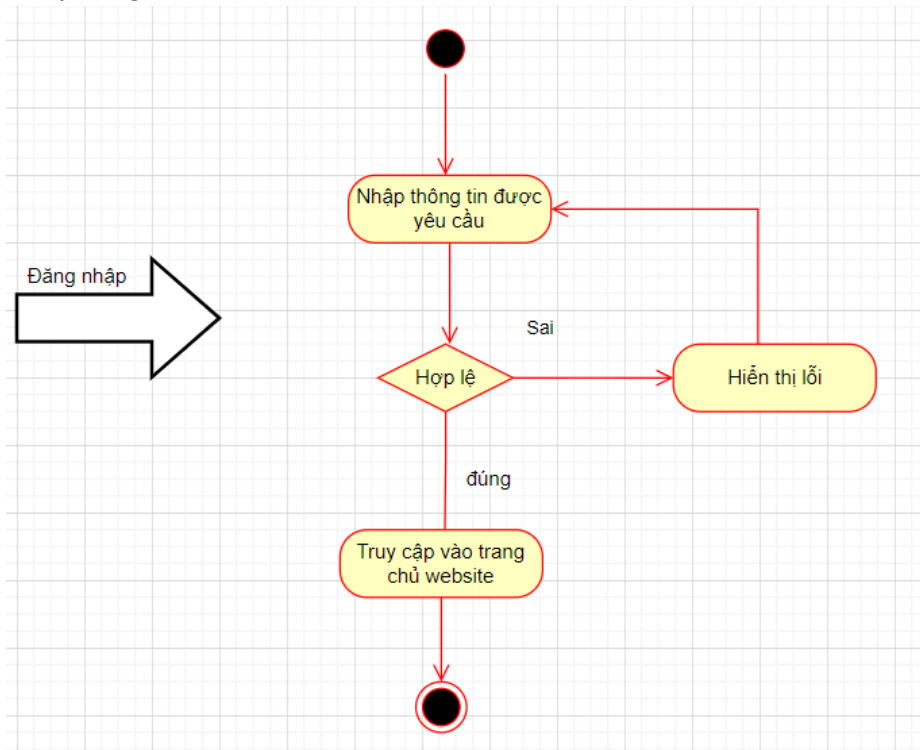 Nhập thông tin được
yêu cầu
Đăng nhập
Sai
Hợp lệ
Hiển thị lỗi
đúng
Truy cập vào trang
chủ website